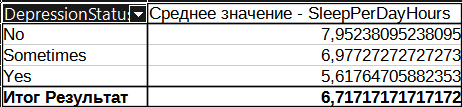 DepressionStatus Среднее значение - SleepPerDayHours
No 7,95238095238095
Sometimes 6,97727272727273
Yes 5,61764705882353
Итог Результат 6,71717171717172